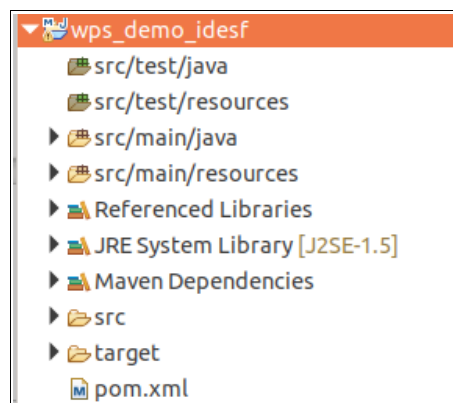 wps_demo_idesf
src/test/java
src/test/resources
src/main/java
src/main/resources
Referenced Libraries
JRE System Library [J2SE-1.5]
Maven Dependencies
src
target
pom.xml